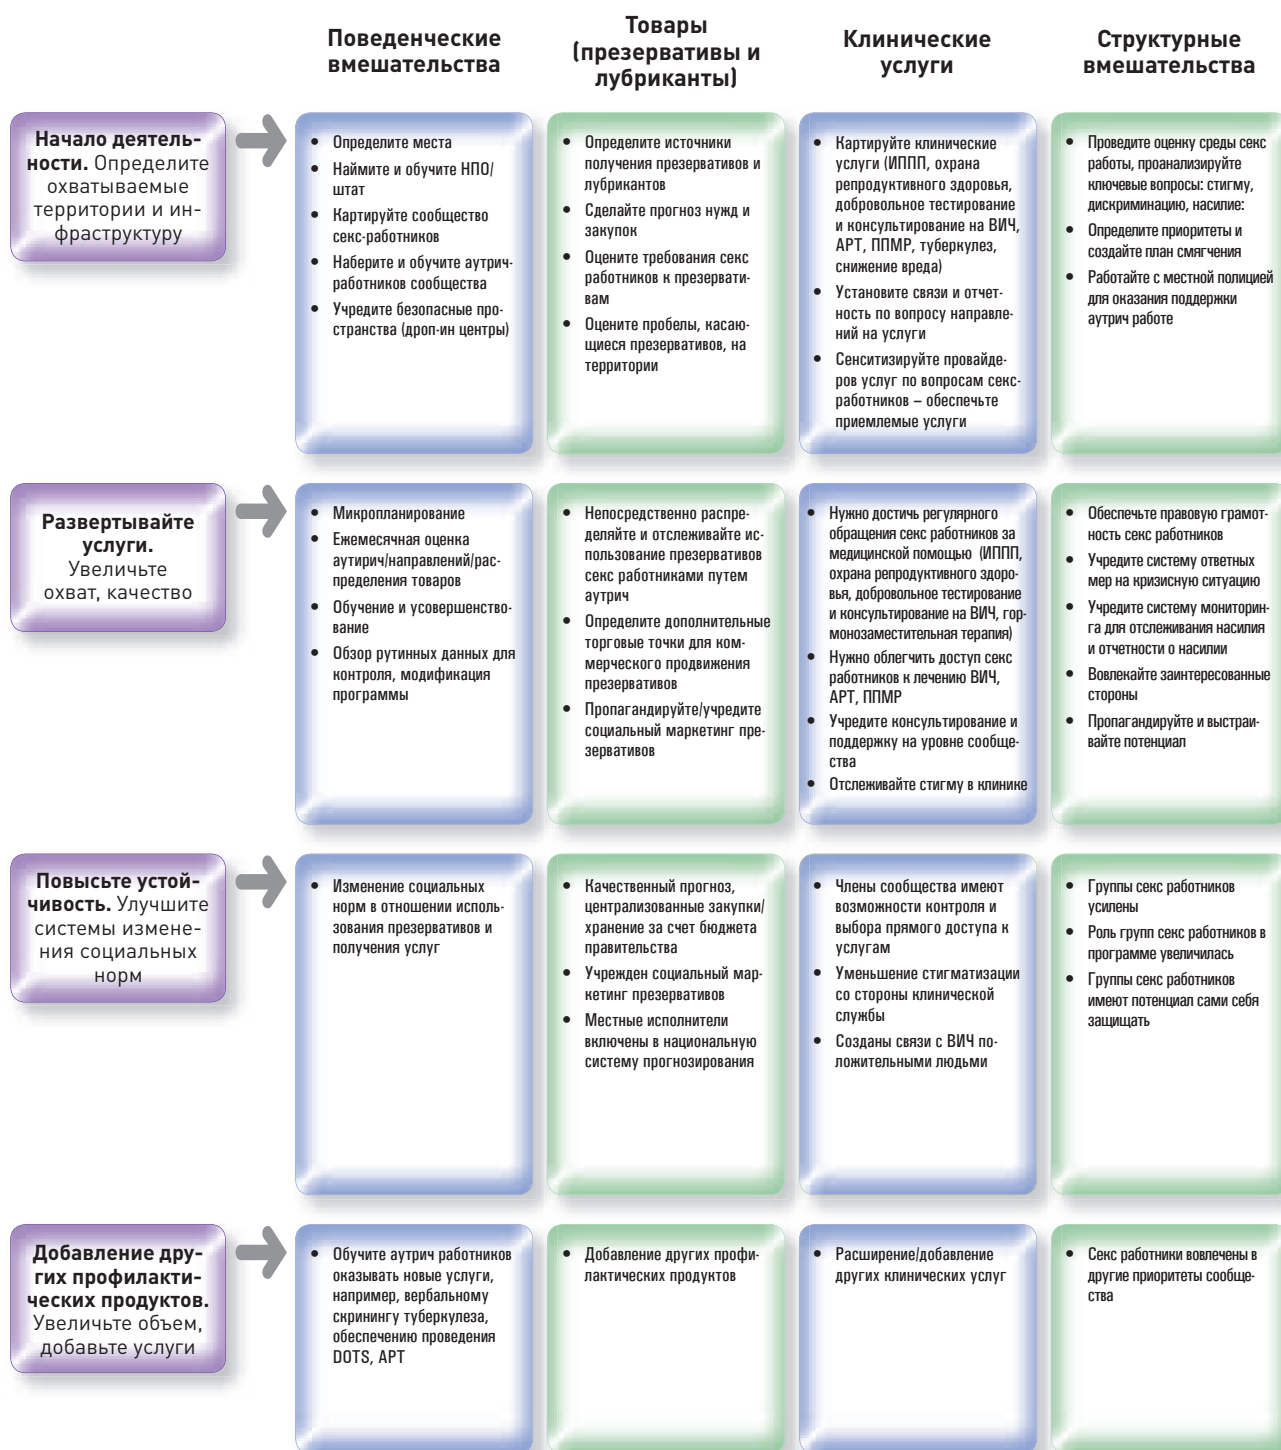 Поведенческие
вмешательства
Товары
(презервативы и
лубриканты)
Клинические
услуги
Структурные
вмешательства
Начало деятель-
ности. Определите
охватываемые
территории и ин-
фраструктуру
• Определите места
• Наймите и обучите НПО/
штат
• Картируйте сообщество
секс-работников
• Наберите и обучите аутрич-
работников сообщества
• Учредите безопасные про-
странства (дроп-ин центры)
• Определите источники
получения презервативов и
лубрикантов
• Сделайте прогноз нужд и
закупок
• Оцените требования секс
работников к презервати-
вам
• Оцените пробелы, касаю-
щиеся презервативов, на
территории
• Картируйте клинические
услуги (ИППП, охрана
репродуктивного здоровья,
добровольное тестирование
и консультирование на ВИЧ,
АРТ, ППМР, туберкулез,
снижение вреда)
• Установите связи и отчет-
ность по вопросу направле-
ний на услуги
• Сенситизируйте провайде-
ров услуг по вопросам секс-
работников – обеспечьте
приемлемые услуги
• Проведите оценку среды секс
работы, проанализируйте
ключевые вопросы: стигму,
дискриминацию, насилие:
• Определите приоритеты и
создайте план смягчения
• Работайте с местной полицией
для оказания поддержки
аутрич работе
Развертывайте
услуги.
Увеличьте
охват, качество
• Микропланирование
• Ежемесячная оценка
аутирич/направлений/рас-
пределения товаров
• Обучение и усовершенство-
вание
• Обзор рутинных данных для
контроля, модификация
программы
• Непосредственно распре-
деляйте и отслеживайте ис-
пользование презервативов
секс работниками путем
аутрич
• Определите дополнительные
торговые точки для ком-
мерческого продвижения
презервативов
• Пропагандируйте/учредите
социальный маркетинг пре-
зервативов
• Нужно достичь регулярного
обращения секс работников за
медицинской помощью (ИППП,
охрана репродуктивного здоро-
вья, добровольное тестирование
и консультирование на ВИЧ, гор-
монозаместительная терапия)
• Нужно облегчить доступ секс
работников к лечению ВИЧ,
АРТ, ППМР
• Учредите консультирование и
поддержку на уровне сообще-
ства
• Отслеживайте стигму в клинике
• Обеспечьте правовую грамот-
ность секс работников
• Учредите систему ответных
мер на кризисную ситуацию
• Учредите систему мониторин-
га для отслеживания насилия
и отчетности о насилии
• Вовлекайте заинтересованные
стороны
• Пропагандируйте и выстраи-
вайте потенциал
Повысьте устой-
чивость. Улучшите
системы измене-
ния социальных
норм
• Изменение социальных
норм в отношении исполь-
зования презервативов и
получения услуг
• Качественный прогноз,
централизованные закупки/
хранение за счет бюджета
правительства
• Учрежден социальный мар-
кетинг презервативов
• Местные исполнители
включены в национальную
систему прогнозирования
• Члены сообщества имеют
возможности контроля и
выбора прямого доступа к
услугам
• Уменьшение стигматизации
со стороны клинической
службы
• Созданы связи с ВИЧ по-
ложительными людьми
• Группы секс работников
усилены
• Роль групп секс работников в
программе увеличилась
• Группы секс работников
имеют потенциал сами себя
защищать
Добавление дру-
гих профилакти-
ческих продуктов.
Увеличьте объем,
добавьте услуги
• Обучите аутрич работников
оказывать новые услуги,
например, вербальному
скринингу туберкулеза,
обеспечению проведения
DOTS, АРТ
• Добавление других профи-
лактических продуктов
• Расширение/добавление
других клинических услуг
• Секс работники вовлечены в
другие приоритеты сообще-
ства